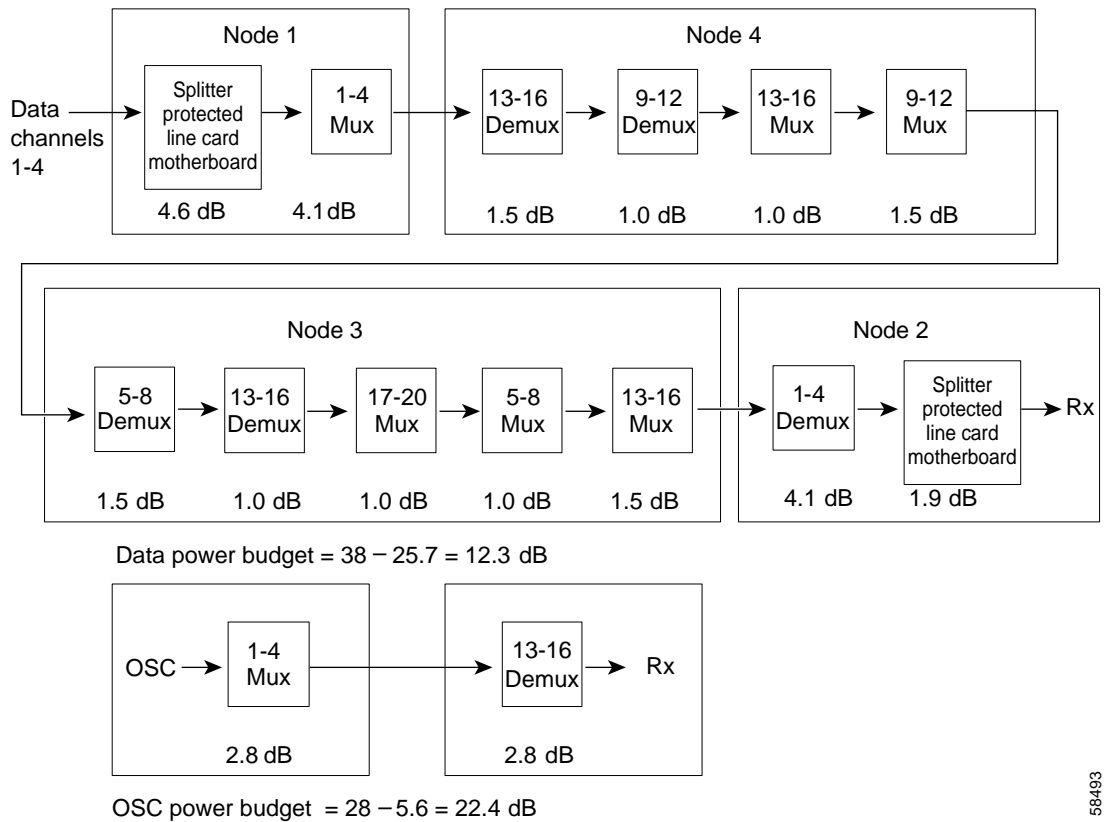 Node 1
Data
channels
1-4
Splitter
protected
line card
motherboard
1-4
Mux
4.6 dB
4.1dB
Node 4
13-16
Demux
9-12
Demux
13-16
Mux
9-12
Mux
1.5 dB
1.0 dB
1.0 dB
1.5 dB
Node 3
5-8
Demux
13-16
Demux
17-20
Mux
5-8
Mux
13-16
Mux
1.5 dB
1.0 dB
1.0 dB
1.0 dB
1.5 dB
Node 2
1-4
Demux
Splitter
protected
line card
motherboard
Rx
4.1 dB
1.9 dB
Data power budget = 38 – 25.7 = 12.3 dB
OSC
1-4
Mux
2.8 dB
13-16
Demux
Rx
2.8 dB
OSC power budget = 28 – 5.6 = 22.4 dB
58493